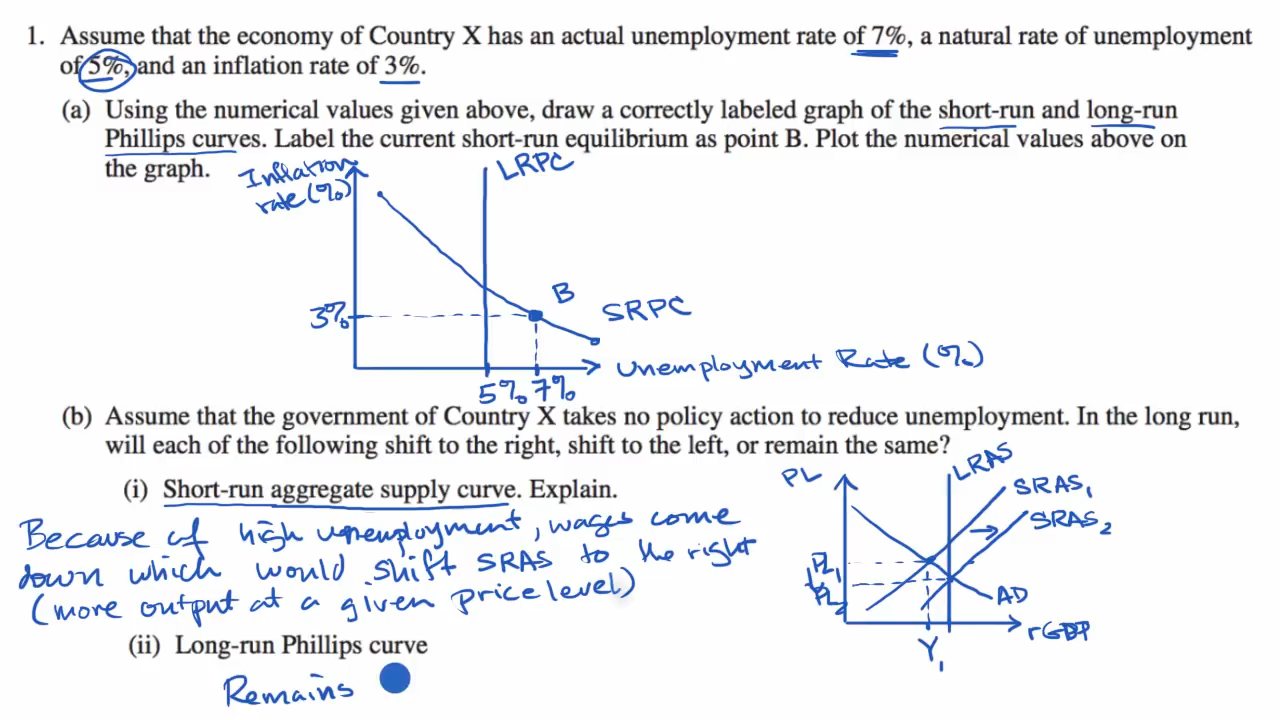 1. Assume that the economy of Country X has an actual unemployment rate of 7%, a natural rate of unemployment
of 5%, and an inflation rate of 3%.
(a) Using the numerical values given above, draw a correctly labeled graph of the short-run and long-run
Phillips curves. Label the current short-run equilibrium as point B. Plot the numerical values above on
the graph.
Inflation
rate (%)
LRPC
B
3%
SRPC
Unemployment Rate (%)
5% 7%
(b) Assume that the government of Country X takes no policy action to reduce unemployment. In the long run,
will each of the following shift to the right, shift to the left, or remain the same?
(i) Short-run aggregate supply curve. Explain.
Because of high unemployment, wages come
down which would shift SRAS to the right
(more output at a given price level)
PL
LRAS
SRAS1
SRAS2
PL1
PL2
AD
rGDP
Y1
(ii) Long-run Phillips curve
Remains